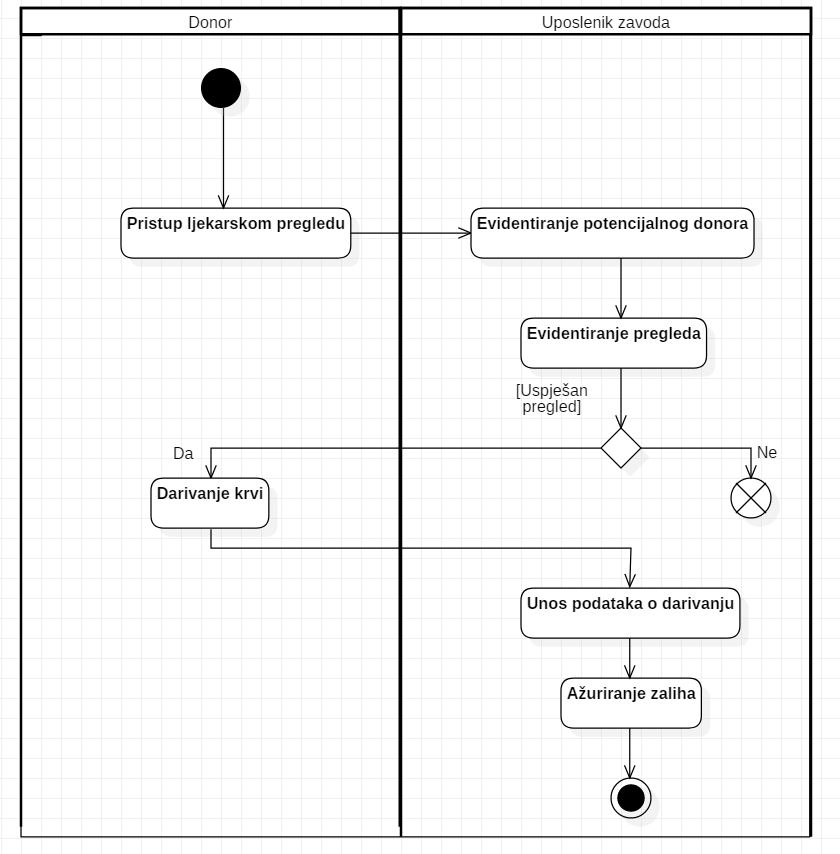 Donor
Uposlenik zavoda
Pristup ljekarskom pregledu
Evidentiranje potencijalnog donora
Evidentiranje pregleda
[Uspješan
pregled]
Da
Ne
Darivanje krvi
Unos podataka o darivanju
Ažuriranje zaliha